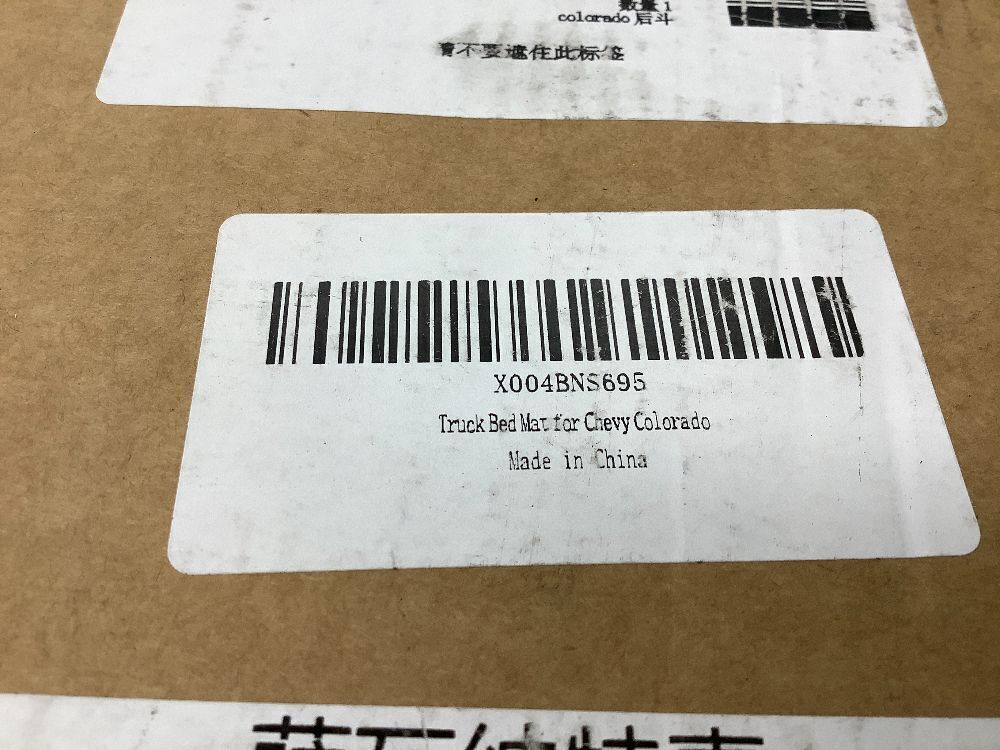 数量 1
colorado 后斗
请不要遮住此标签
X004BNS695
Truck Bed Mat for Chevy Colorado
Made in China